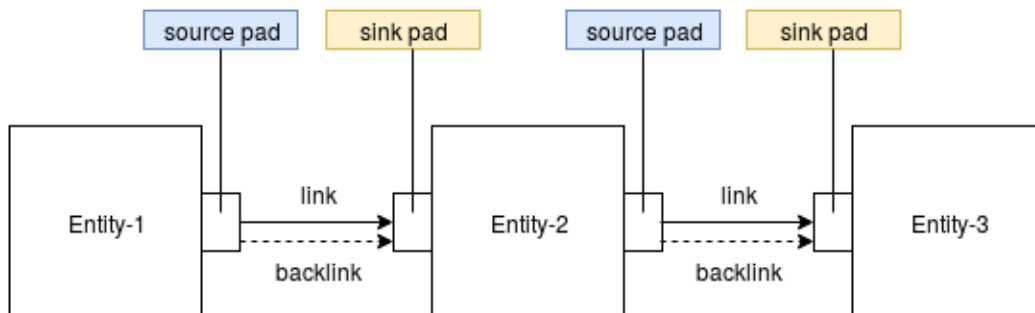 source pad
sink pad
source pad
sink pad
Entity-1
link
backlink
Entity-2
link
backlink
Entity-3